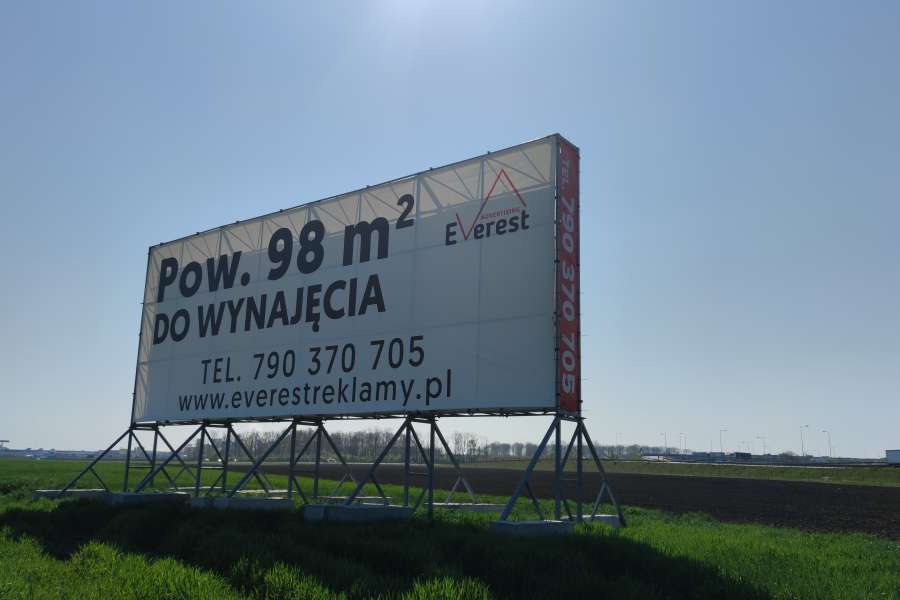 Pow. 98 m²
DO WYNAJĘCIA
TEL. 790 370 705
www.everestreklamy.pl
ADVERTISING
Everest
TEL. 790 370 705